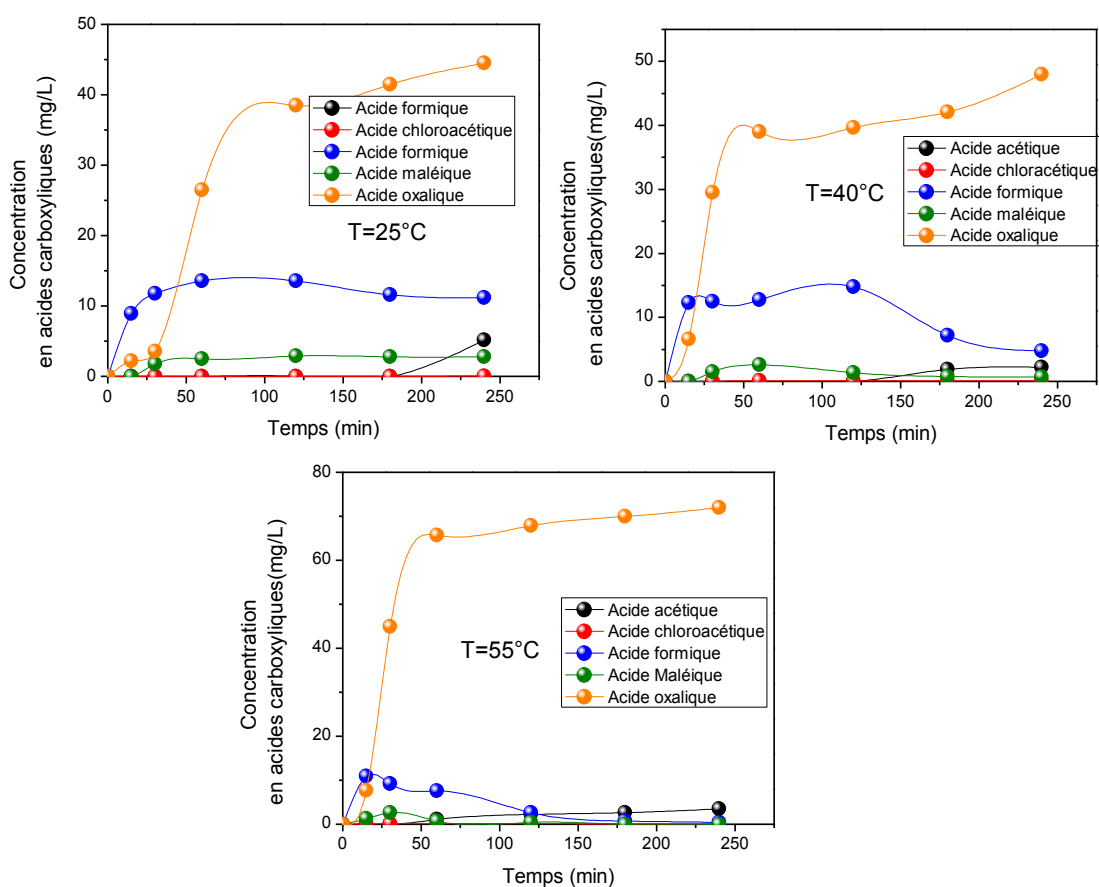 Concentration
en acides carboxyliques (mg/L)
50
40
30
20
10
0
Acide formique
Acide chloroacétique
Acide formique
Acide maléique
Acide oxalique
T=25°C
0 50 100 150 200 250
Temps (min)
Concentration
en acides carboxyliques(mg/L)
50
40
30
20
10
0
Acide acétique
Acide chloracétique
Acide formique
Acide maléique
Acide oxalique
T=40°C
0 50 100 150 200 250
Temps (min)
Concentration
en acides carboxyliques(mg/L)
80
60
40
20
0
Acide acétique
Acide chloroacétique
Acide formique
Acide Maléique
Acide oxalique
T=55°C
0 50 100 150 200 250
Temps (min)